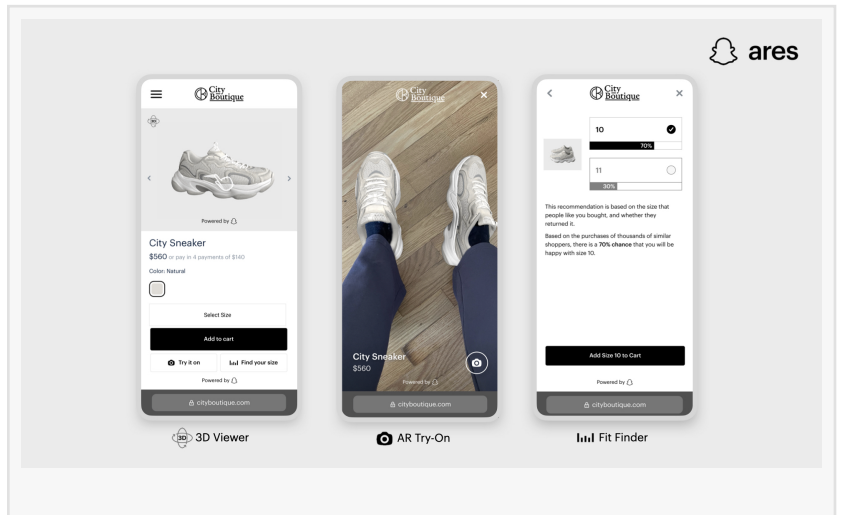 ares
City
Boutique
3D
Powered by
City Sneaker
$560 or pay in 4 payments of $140
Color: Natural
Select Size
Add to cart
Try it on
Find your size
Powered by
cityboutique.com
3D
3D Viewer
City
Boutique
City Sneaker
$560
Powered by
cityboutique.com
AR Try-On
City
Boutique
10
70%
11
30%
This recommendation is based on the size that
people like you bought, and whether they
returned it.
Based on the purchases of thousands of similar
shoppers, there is a 70% chance that you will be
happy with size 10.
Add Size 10 to Cart
Powered by
cityboutique.com
Fit Finder